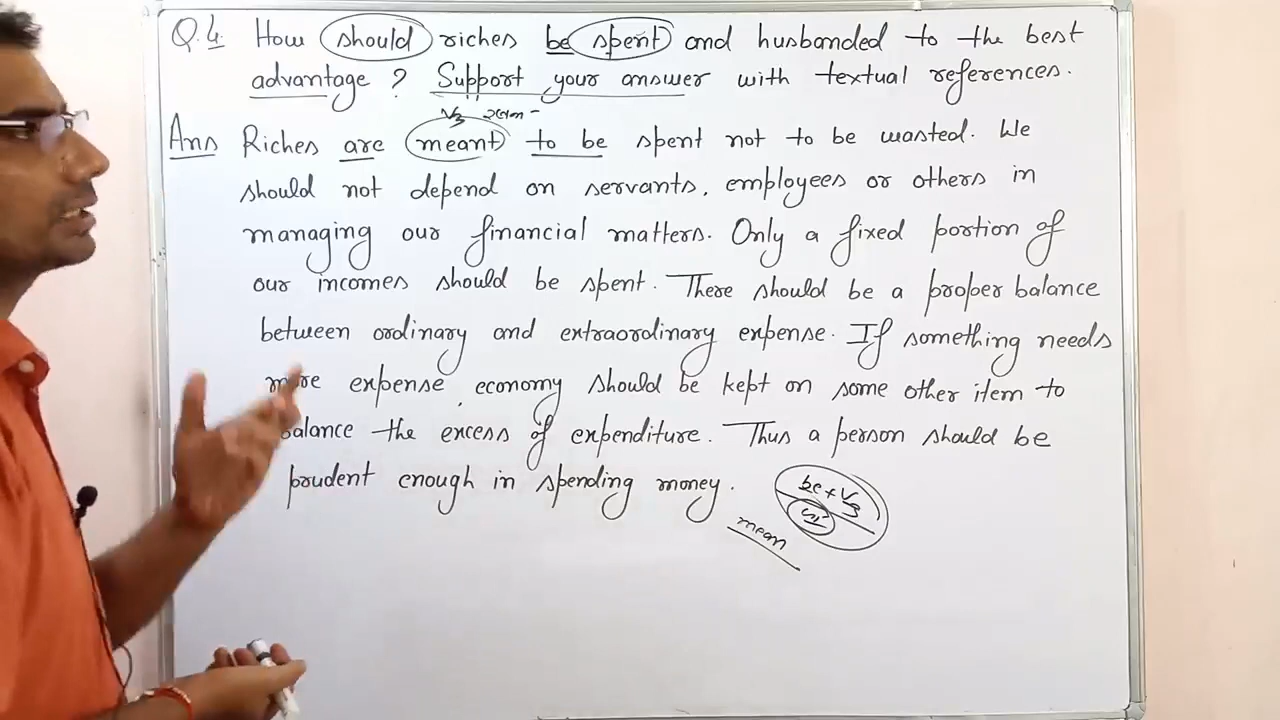 Q.4. How should riches be spent and husbanded to the best
advantage? Support your answer with textual references.
V3
Ans Riches are meant to be spent not to be wasted. We
should not depend on servants, employees or others in
managing our financial matters. Only a fixed portion of
our incomes should be spent. There should be a proper balance
between ordinary and extraordinary expense. If something needs
more expense, economy should be kept on some other item to
balance the excess of expenditure. Thus a person should be
prudent enough in spending money.
be + V3
mean